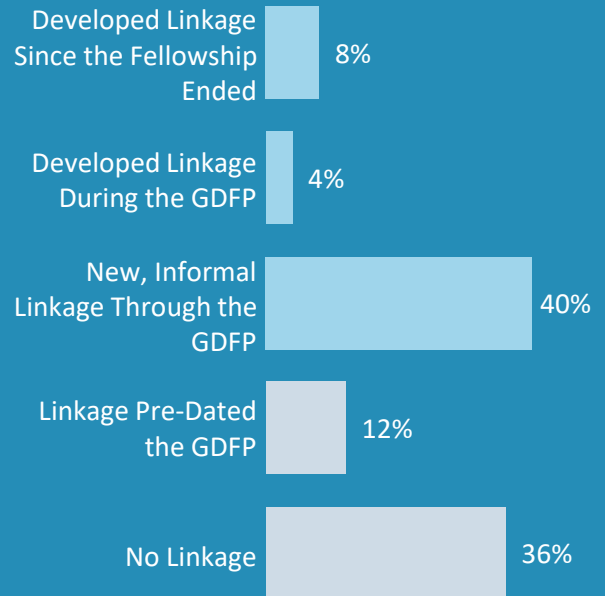 Developed Linkage
Since the Fellowship
Ended
8%
Developed Linkage
During the GDFP
4%
New, Informal
Linkage Through the
GDFP
40%
Linkage Pre-Dated
the GDFP
12%
No Linkage
36%